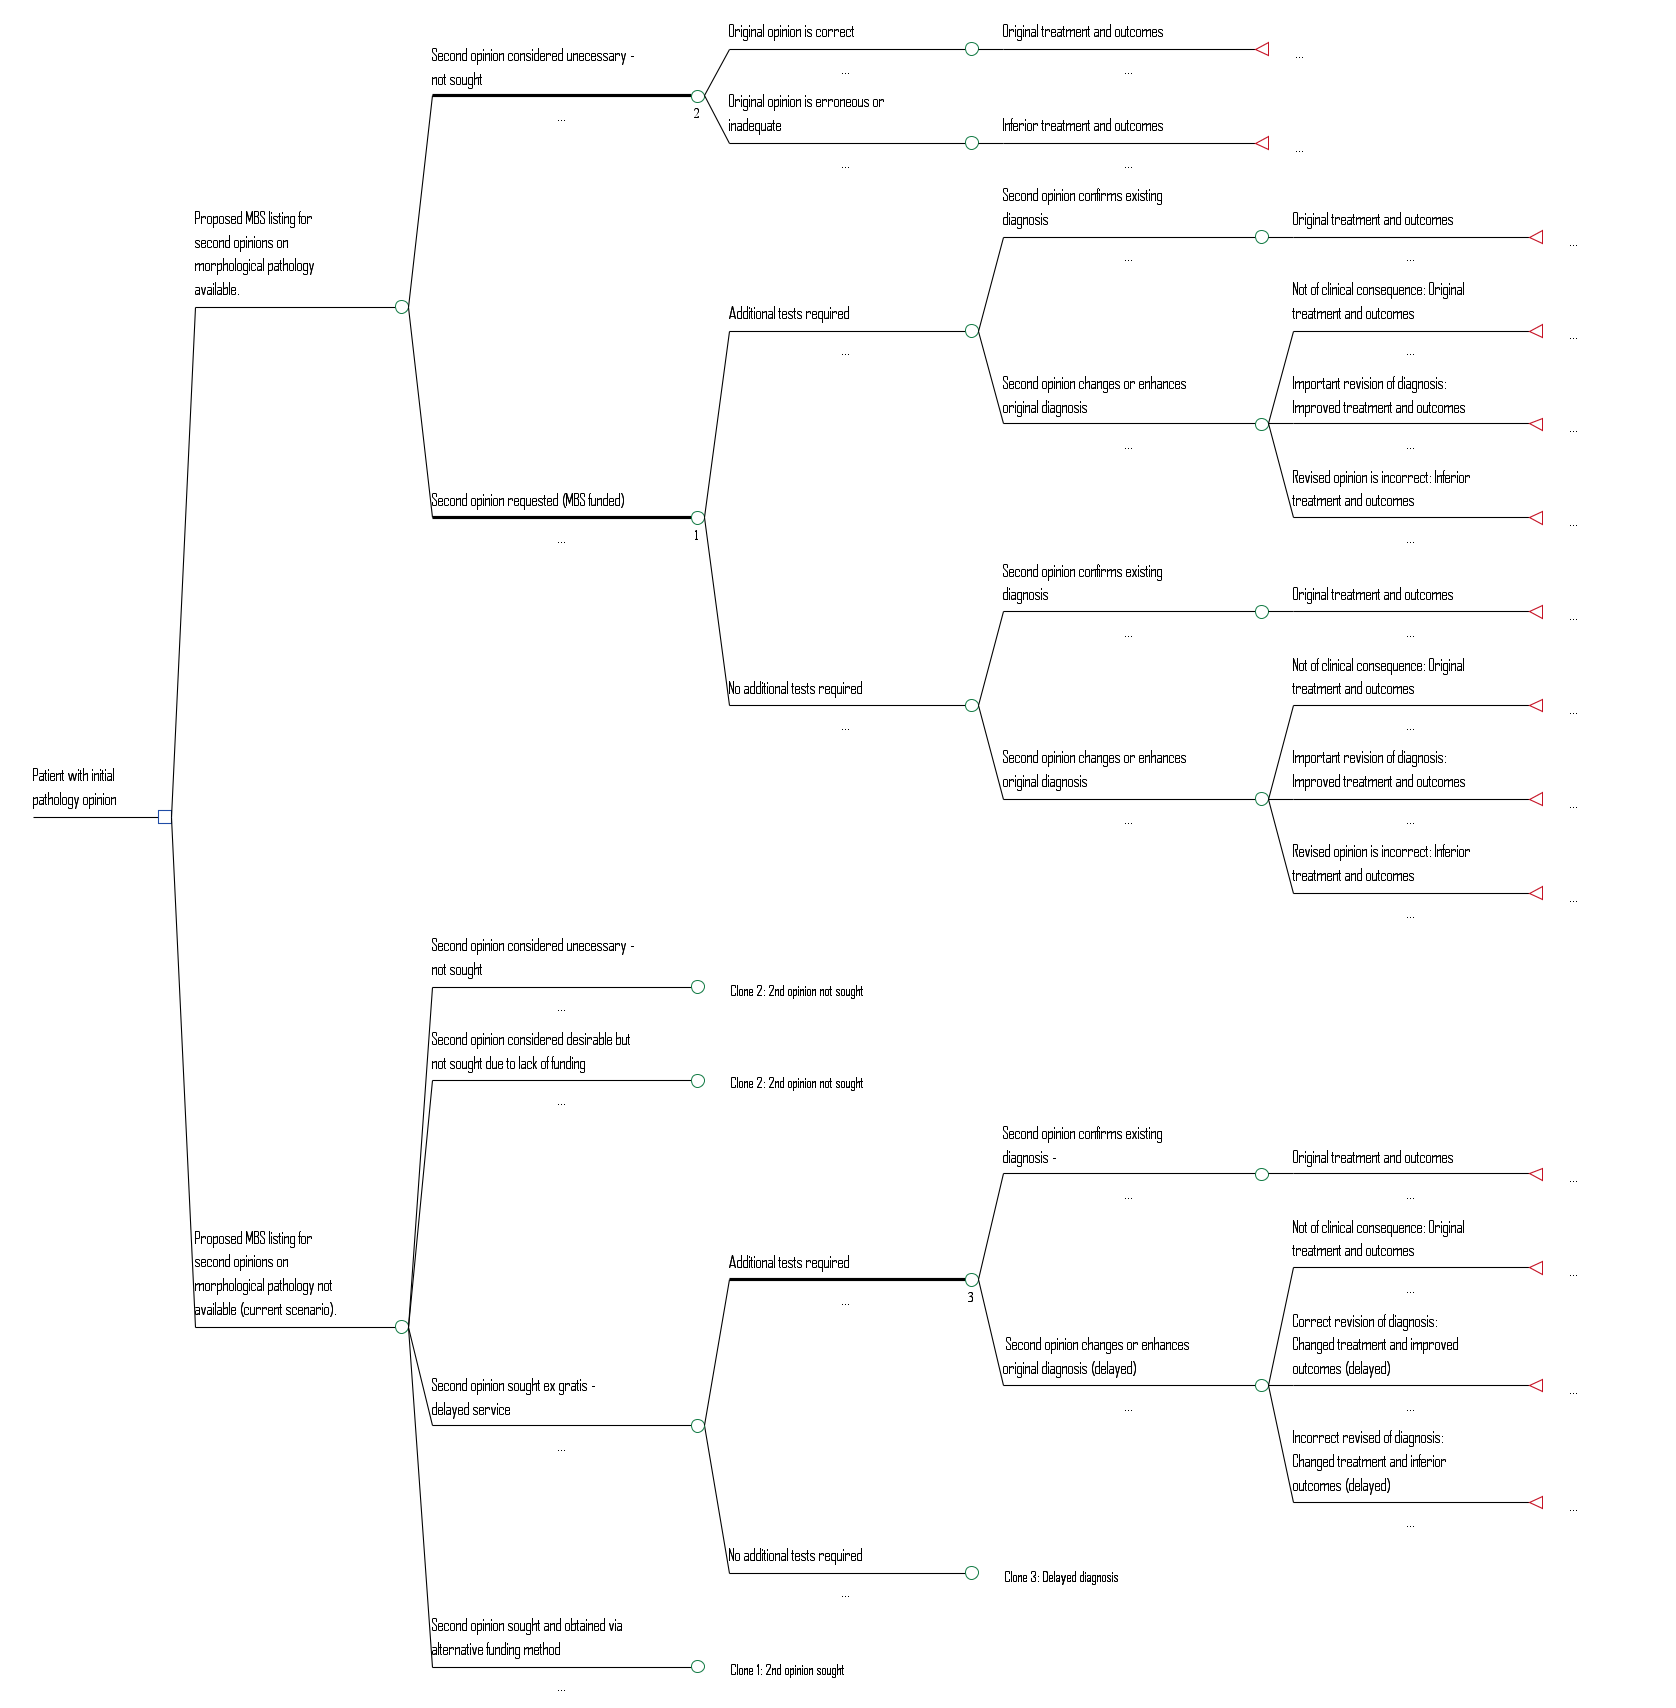 Patient with initial
pathology opinion
Proposed MBS listing for
second opinions on
morphological pathology
available.
Second opinion considered unecessary -
not sought
...
2
Original opinion is correct
...
Original treatment and outcomes
...
...
Original opinion is erroneous or
inadequate
...
Inferior treatment and outcomes
...
...
Second opinion requested (MBS funded)
...
1
Additional tests required
...
Second opinion confirms existing
diagnosis
...
Original treatment and outcomes
...
...
Second opinion changes or enhances
original diagnosis
...
Not of clinical consequence: Original
treatment and outcomes
...
...
Important revision of diagnosis:
Improved treatment and outcomes
...
...
Revised opinion is incorrect: Inferior
treatment and outcomes
...
...
No additional tests required
...
Second opinion confirms existing
diagnosis
...
Original treatment and outcomes
...
...
Second opinion changes or enhances
original diagnosis
...
Not of clinical consequence: Original
treatment and outcomes
...
...
Important revision of diagnosis:
Improved treatment and outcomes
...
...
Revised opinion is incorrect: Inferior
treatment and outcomes
...
...
Proposed MBS listing for
second opinions on
morphological pathology not
available (current scenario).
Second opinion considered unecessary -
not sought
...
Clone 2: 2nd opinion not sought
Second opinion considered desirable but
not sought due to lack of funding
...
Clone 2: 2nd opinion not sought
Second opinion sought ex gratis -
delayed service
...
Additional tests required
...
3
Second opinion confirms existing
diagnosis -
...
Original treatment and outcomes
...
...
Second opinion changes or enhances
original diagnosis (delayed)
...
Not of clinical consequence: Original
treatment and outcomes
...
...
Correct revision of diagnosis:
Changed treatment and improved
outcomes (delayed)
...
...
Incorrect revised of diagnosis:
Changed treatment and inferior
outcomes (delayed)
...
...
No additional tests required
...
Clone 3: Delayed diagnosis
Second opinion sought and obtained via
alternative funding method
...
Clone 1: 2nd opinion sought